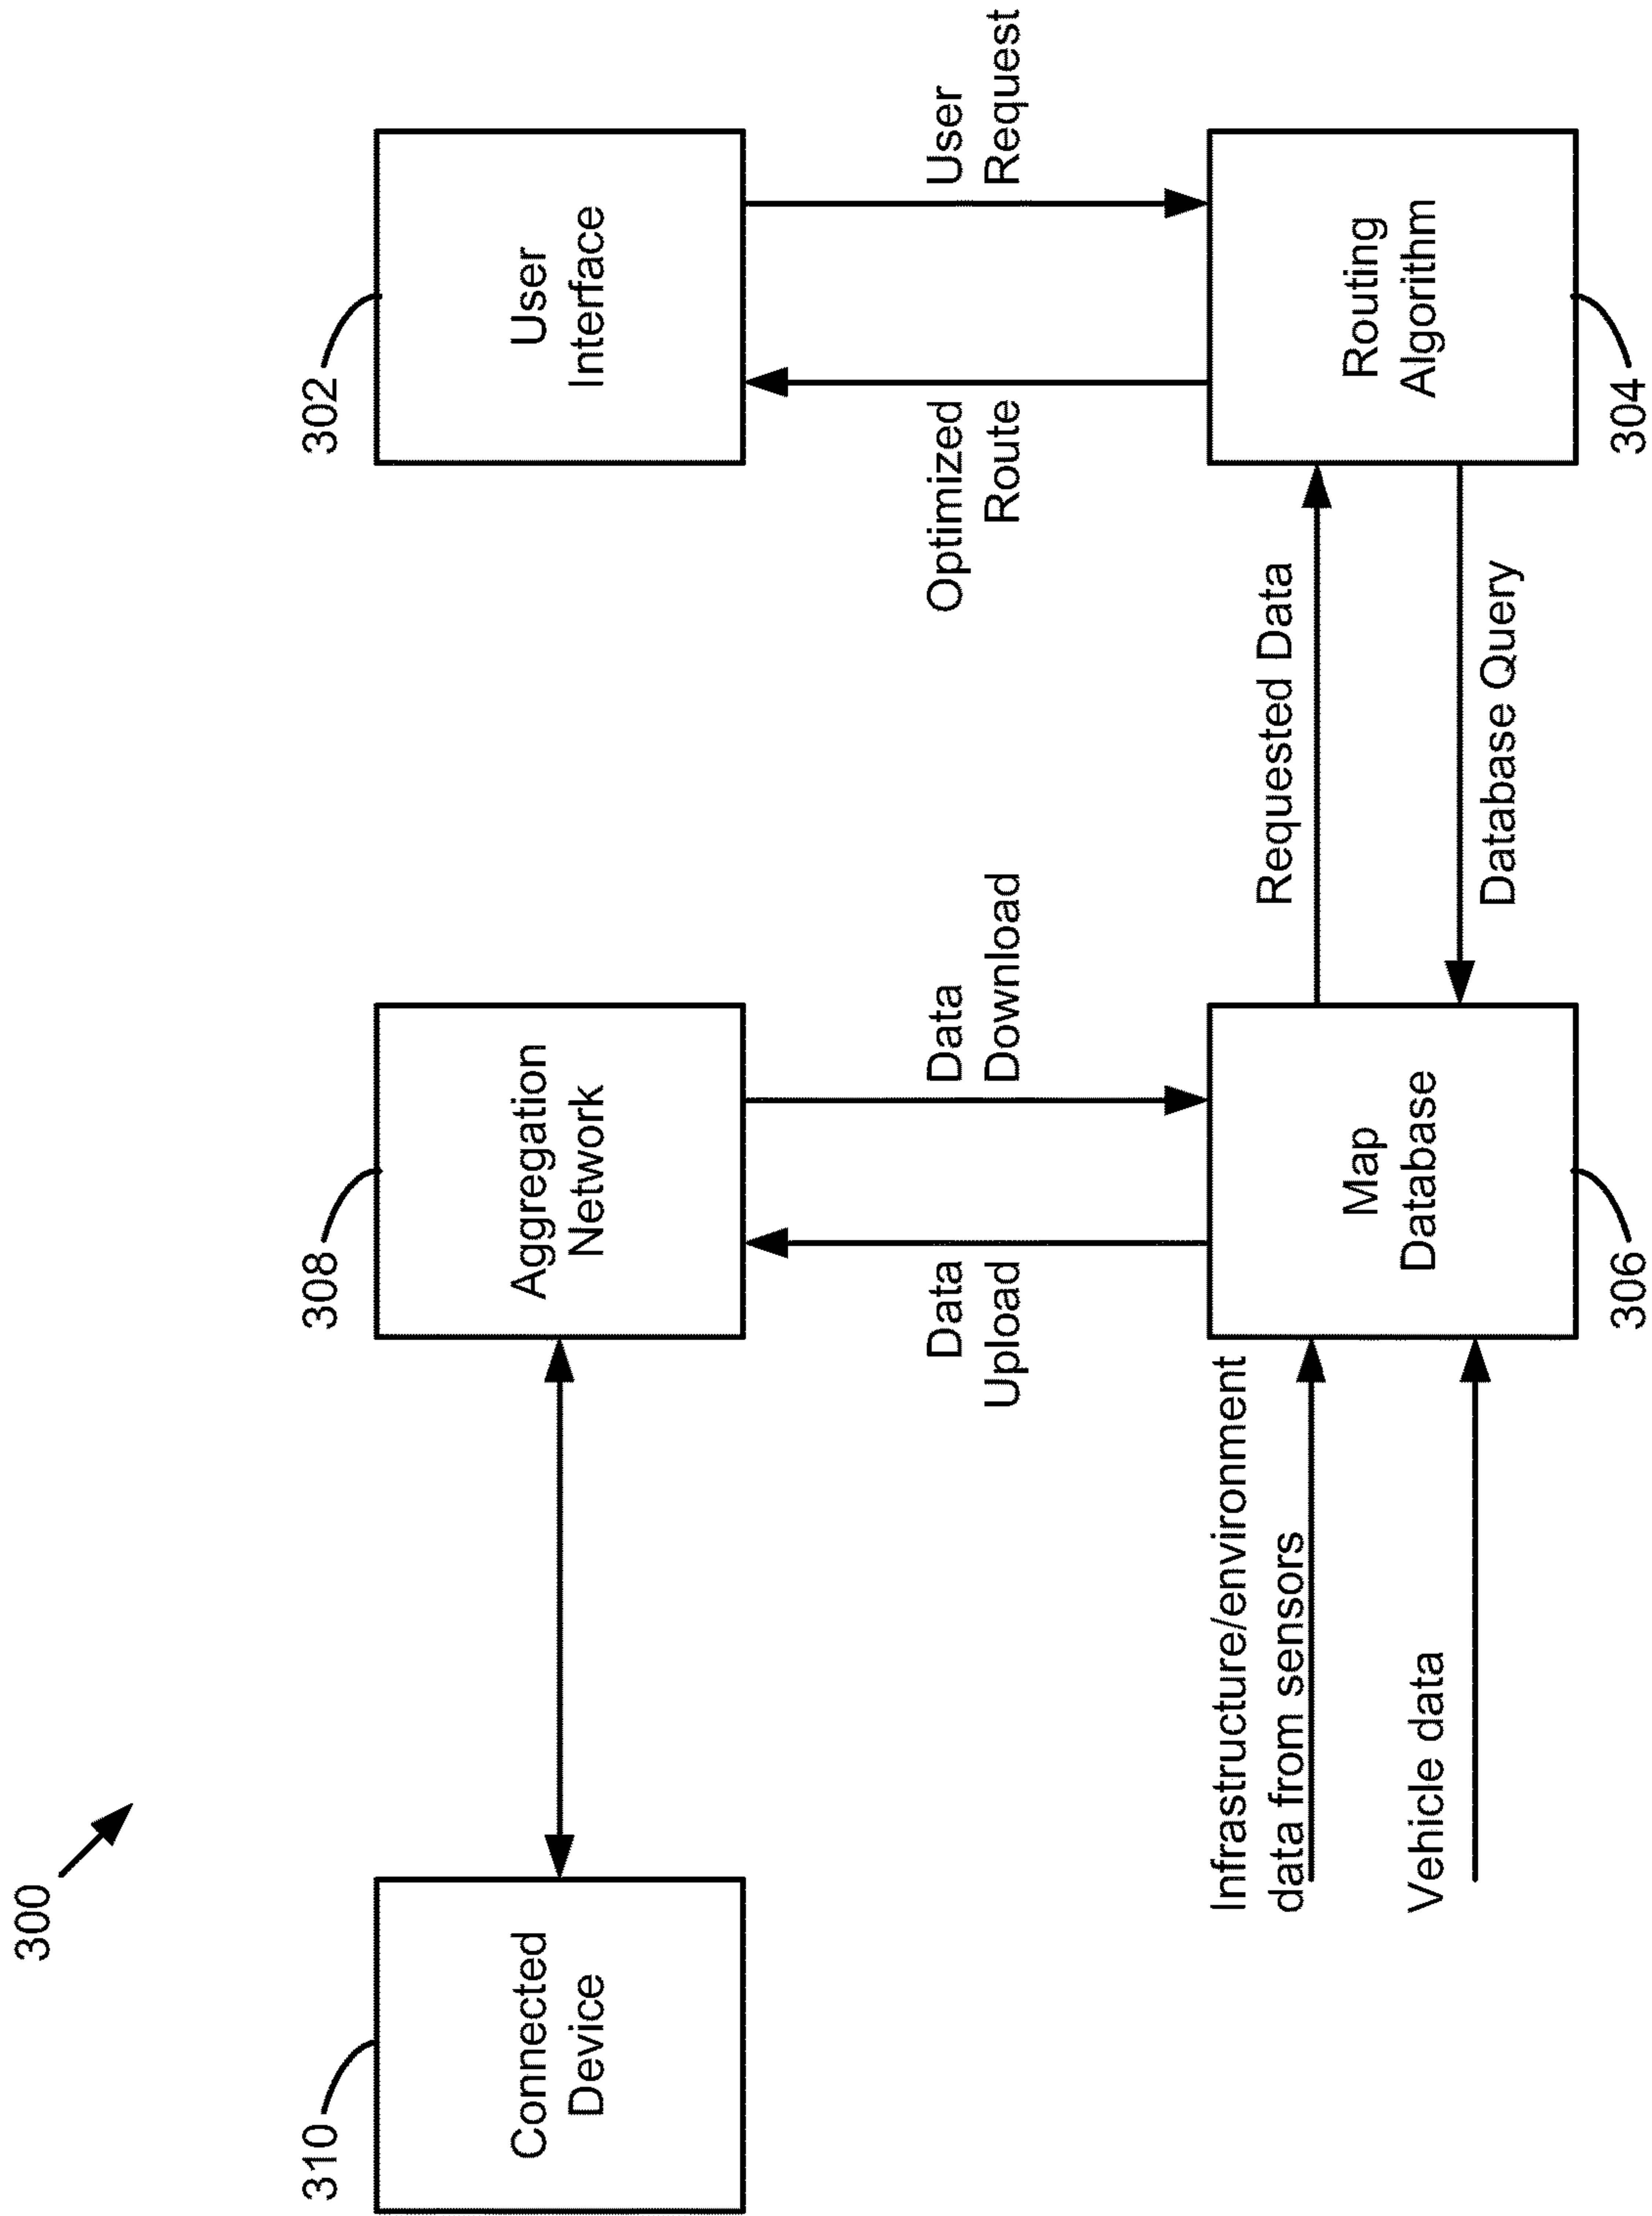 300
310
Connected
Device
308
Aggregation
Network
302
User
Interface
Data
Upload
Data
Download
Optimized
Route
User
Request
Infrastructure/environment
data from sensors
Vehicle data
Map
Database
306
Requested Data
Database Query
Routing
Algorithm
304